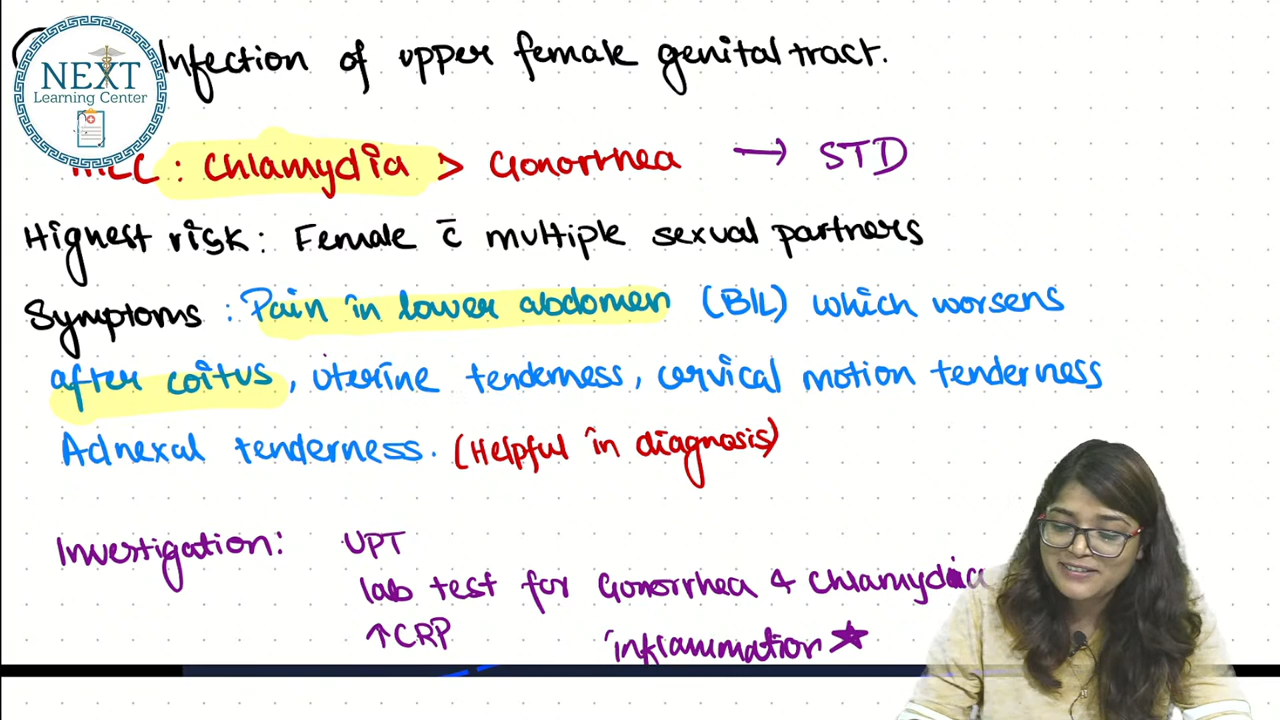 NEXT
Learning Center
Infection of upper female genital tract.
: Chlamydia > Gonorrhea → STD
Highest risk: Female c̄ multiple sexual partners
Symptoms : Pain in lower abdomen (B/L) which worsens
after coitus, uterine tenderness, cervical motion tenderness
Adnexal tenderness. (Helpful in diagnosis)
Investigation: UPT
lab test for Gonorrhea & Chlamydia
↑CRP inflammation ★